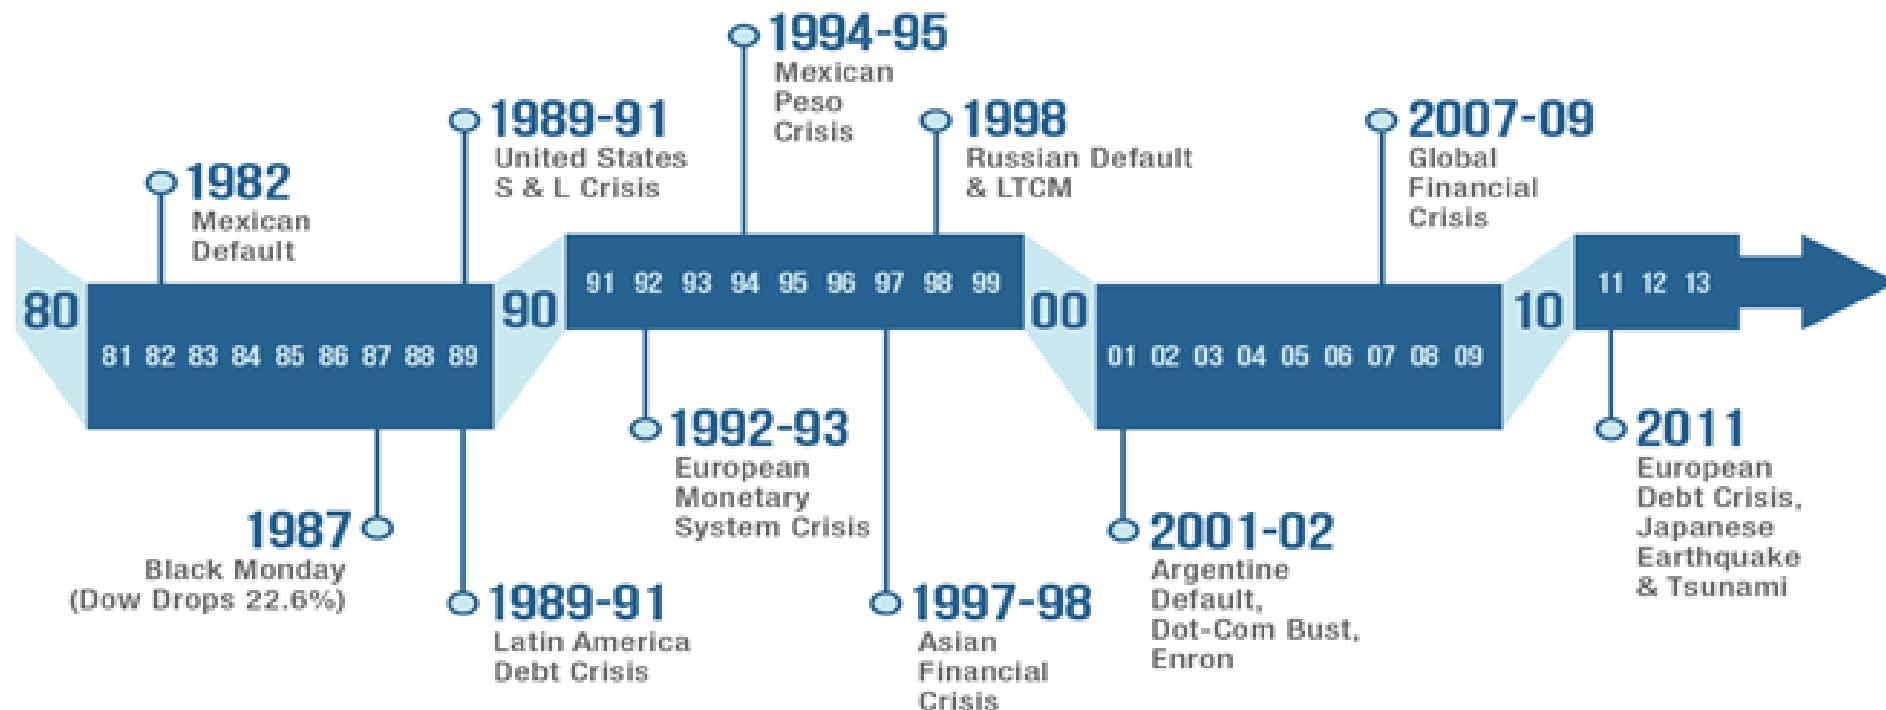 1994-95
Mexican
Peso
Crisis
1989-91
United States
S & L Crisis
1998
Russian Default
& LTCM
2007-09
Global
Financial
Crisis
1982
Mexican
Default
80
81 82 83 84 85 86 87 88 89
90
91 92 93 94 95 96 97 98 99
00
01 02 03 04 05 06 07 08 09
10
11 12 13
1987
Black Monday
(Dow Drops 22.6%)
1989-91
Latin America
Debt Crisis
1992-93
European
Monetary
System Crisis
1997-98
Asian
Financial
Crisis
2001-02
Argentine
Default,
Dot-Com Bust,
Enron
2011
European
Debt Crisis,
Japanese
Earthquake
& Tsunami